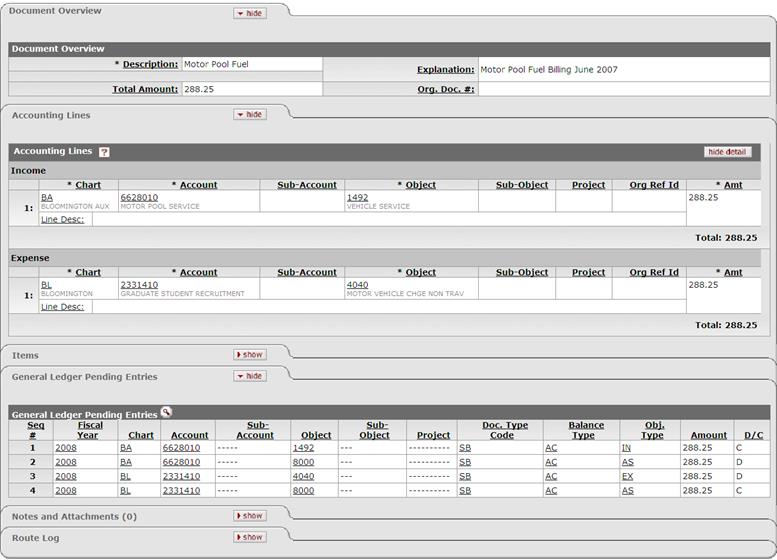 Document Overview hide
Document Overview
* Description: Motor Pool Fuel
Explanation: Motor Pool Fuel Billing June 2007
Total Amount: 288.25 Org. Doc. #:
Accounting Lines hide
Accounting Lines ? hide detail
Income
* Chart * Account Sub-Account * Object Sub-Object Project Org Ref Id * Amt
1: BA 6628010 1492 288.25
BLOOMINGTON AUX MOTOR POOL SERVICE VEHICLE SERVICE
Line Desc:
Total: 288.25
Expense
* Chart * Account Sub-Account * Object Sub-Object Project Org Ref Id * Amt
1: BL 2331410 4040 288.25
BLOOMINGTON GRADUATE STUDENT RECRUITMENT MOTOR VEHICLE CHGE NON TRAV
Line Desc:
Total: 288.25
Items show
General Ledger Pending Entries hide
General Ledger Pending Entries
Seq # Fiscal Year Chart Account Sub-Account Object Sub-Object Project Doc. Type Code Balance Type Obj. Type Amount D/C
1 2008 BA 6628010 ----- 1492 --- ---------- SB AC IN 288.25 C
2 2008 BA 6628010 ----- 8000 --- ---------- SB AC AS 288.25 D
3 2008 BL 2331410 ----- 4040 --- ---------- SB AC EX 288.25 D
4 2008 BL 2331410 ----- 8000 --- ---------- SB AC AS 288.25 C
Notes and Attachments (0) show
Route Log show